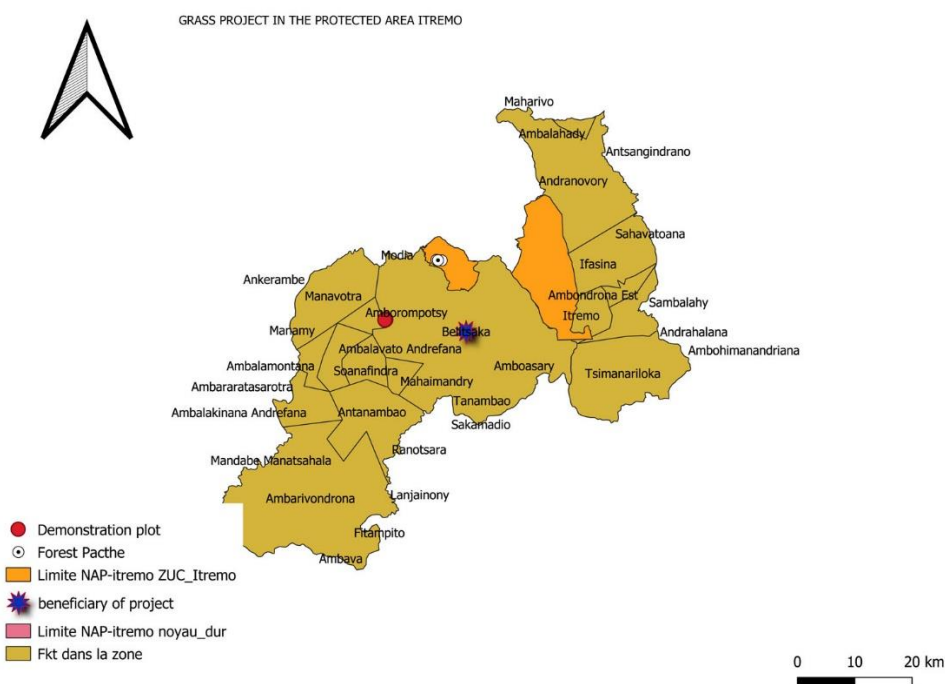 GRASS PROJECT IN THE PROTECTED AREA ITREMO
Maharivo
Ambalahady
Antsangindrano
Andranovory
Sahavatoana
Modia
Ifasina
Ankerambe
Manavotra
Ambondrona Est
Sambalahy
Amborompotsy
Itremo
Manamy
Belitsaka
Andrahalana
Ambalavato Andrefana
Ambohimanandriana
Ambalamontana
Soanafindra
Amboasary
Tsimanariloka
Ambararatasarotra
Mahaimandry
Tanambao
Ambalakinana Andrefana
Antanambao
Sakamadio
Ranotsara
Mandabe Manatsahala
Ambarivondrona
Lanjainony
Fitampito
Ambava
Demonstration plot
Forest Pacthe
Limite NAP-itremo ZUC_Itremo
beneficiary of project
Limite NAP-itremo noyau_dur
Fkt dans la zone
0 10 20 km